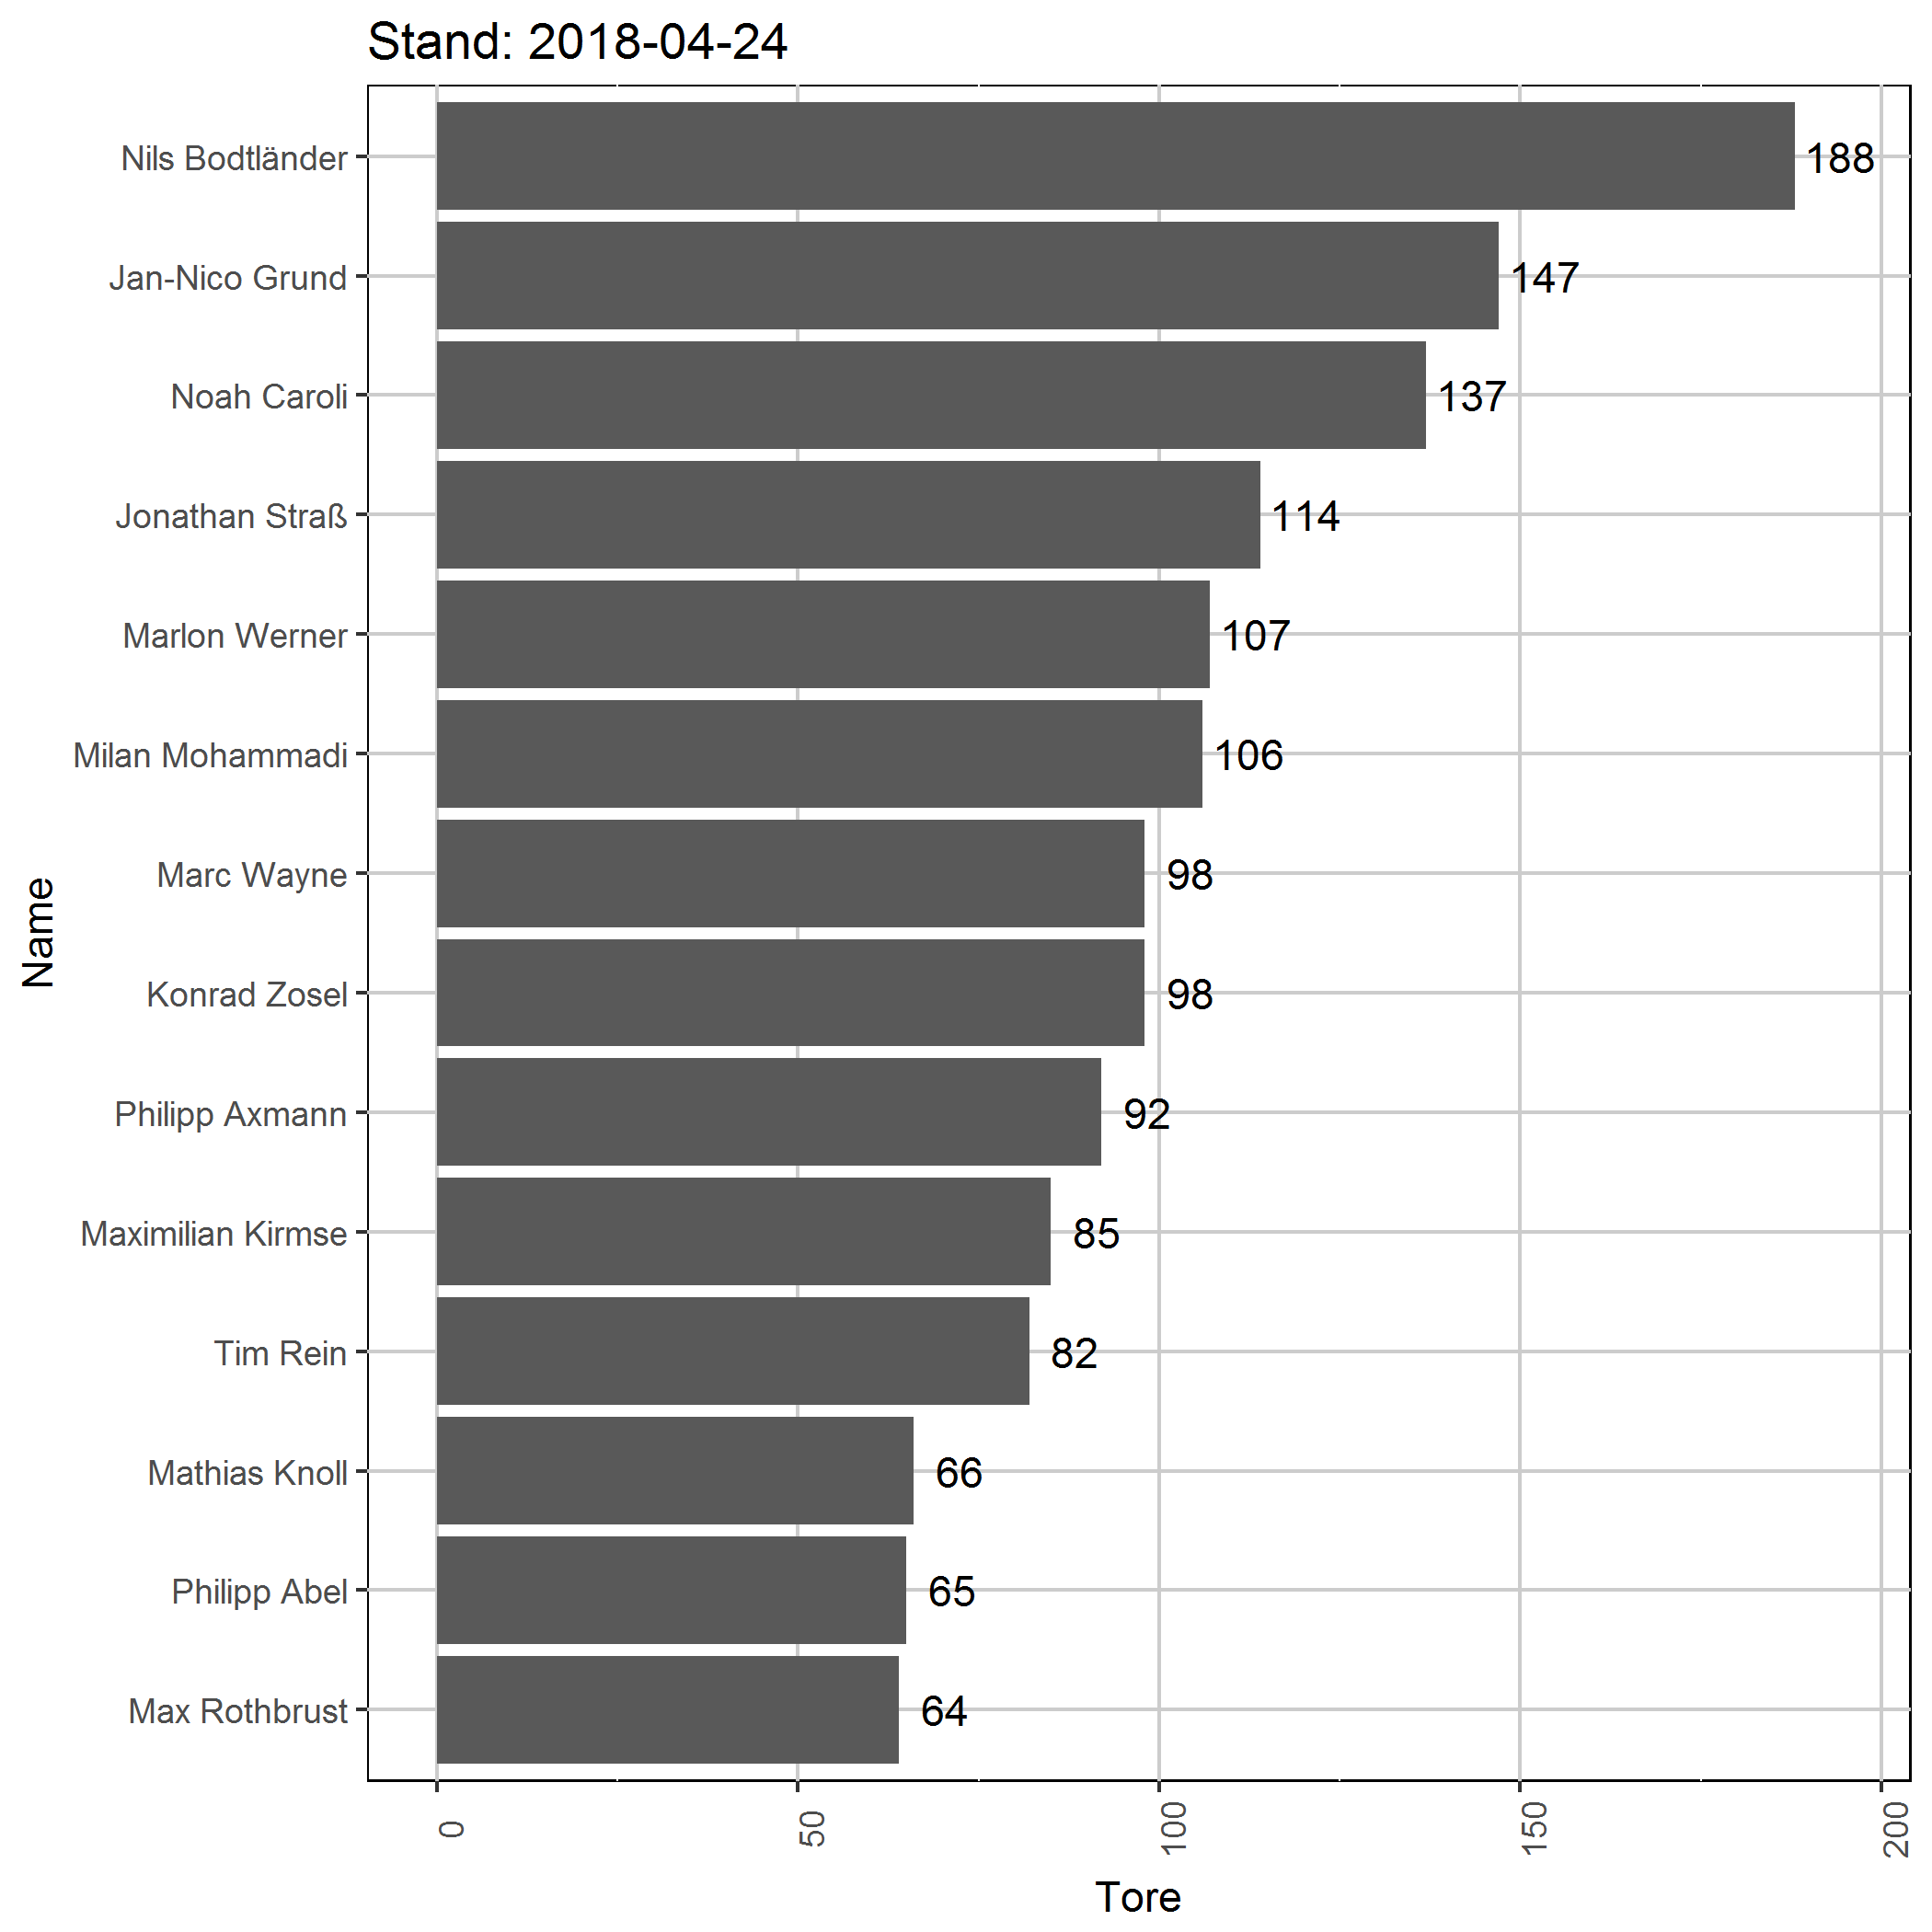 Stand: 2018-04-24
Name
Nils Bodtländer 188
Jan-Nico Grund 147
Noah Caroli 137
Jonathan Straß 114
Marlon Werner 107
Milan Mohammadi 106
Marc Wayne 98
Konrad Zosel 98
Philipp Axmann 92
Maximilian Kirmse 85
Tim Rein 82
Mathias Knoll 66
Philipp Abel 65
Max Rothbrust 64
0 50 100 150 200
Tore